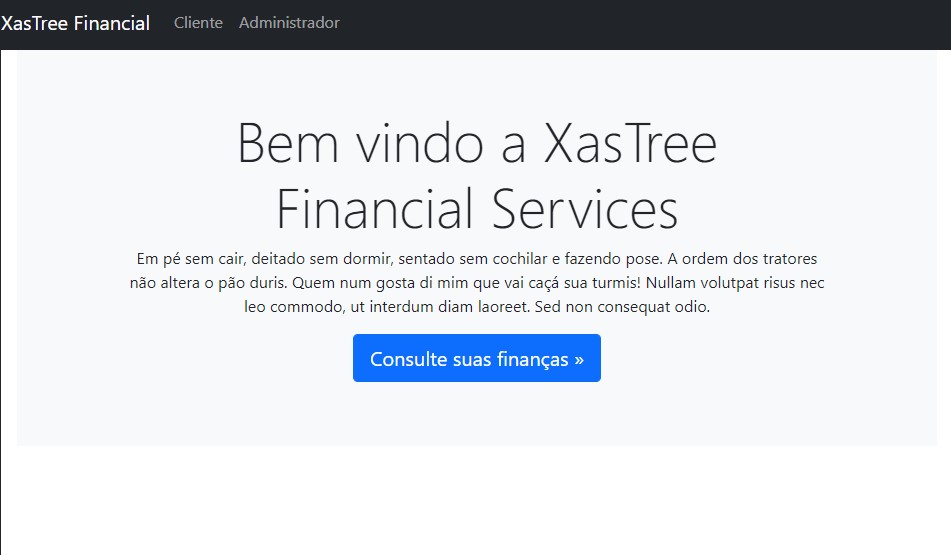 XasTree Financial Cliente Administrador
Bem vindo a XasTree
Financial Services
Em pé sem cair, deitado sem dormir, sentado sem cochilar e fazendo pose. A ordem dos tratores
não altera o pão duris. Quem num gosta di mim que vai caçá sua turmis! Nullam volutpat risus nec
leo commodo, ut interdum diam laoreet. Sed non consequat odio.
Consulte suas finanças »